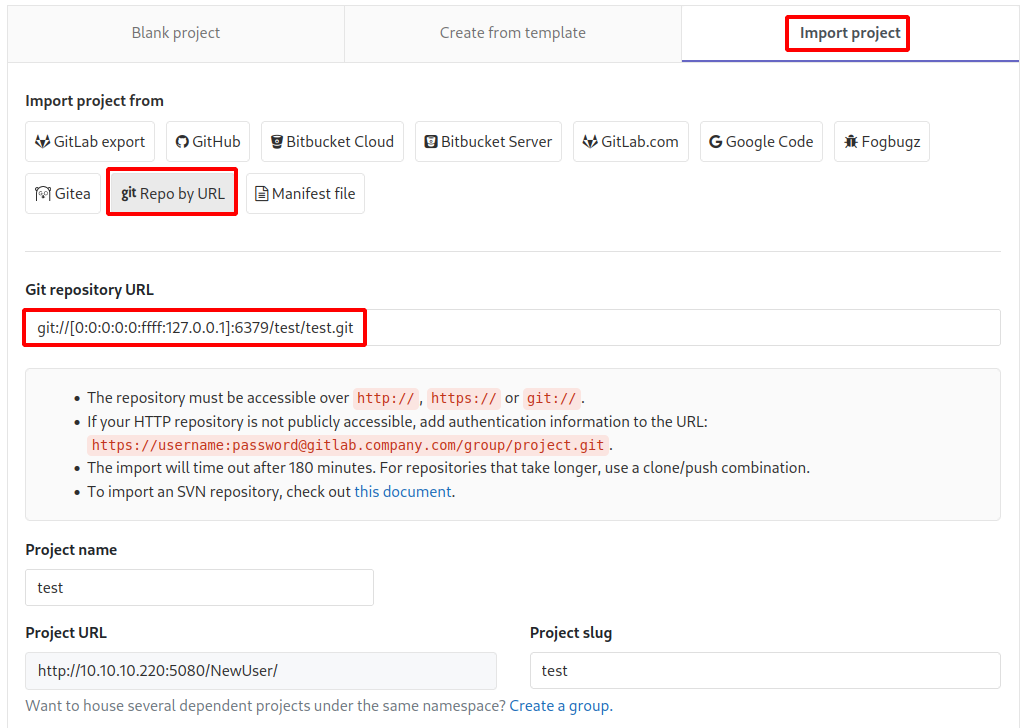 Blank project
Create from template
Import project
Import project from
GitLab export
GitHub
Bitbucket Cloud
Bitbucket Server
GitLab.com
Google Code
Fogbugz
Gitea
git Repo by URL
Manifest file
Git repository URL
git://[0:0:0:0:0:ffff:127.0.0.1]:6379/test/test.git
• The repository must be accessible over http://, https:// or git://.
• If your HTTP repository is not publicly accessible, add authentication information to the URL:
https://username:password@gitlab.company.com/group/project.git.
• The import will time out after 180 minutes. For repositories that take longer, use a clone/push combination.
• To import an SVN repository, check out this document.
Project name
test
Project URL
Project slug
http://10.10.10.220:5080/NewUser/
test
Want to house several dependent projects under the same namespace? Create a group.